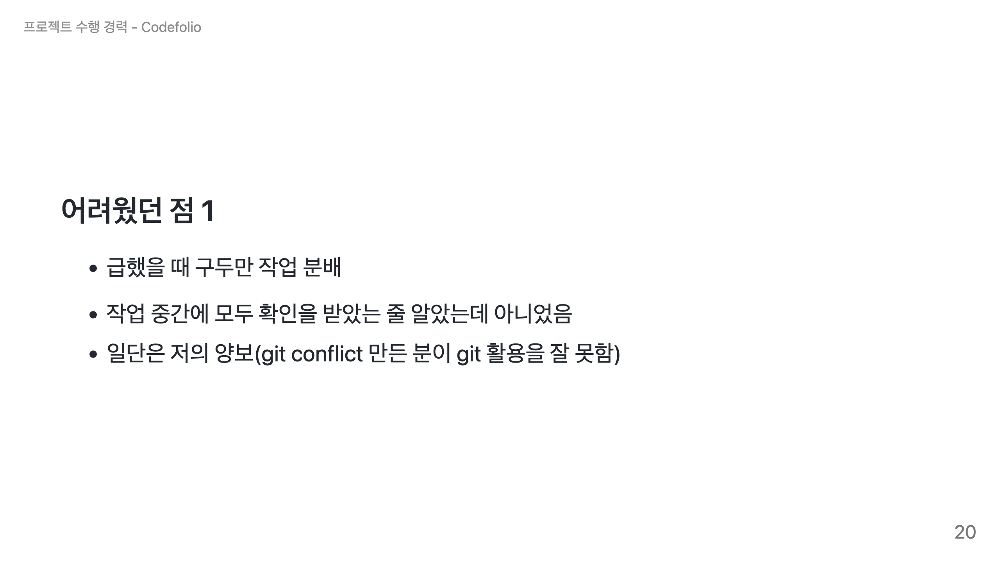 프로젝트 수행 경력 - Codefolio
어려웠던 점 1
• 급했을 때 구두만 작업 분배
• 작업 중간에 모두 확인을 받았는 줄 알았는데 아니었음
• 일단은 저의 양보(git conflict 만든 분이 git 활용을 잘 못함)
20